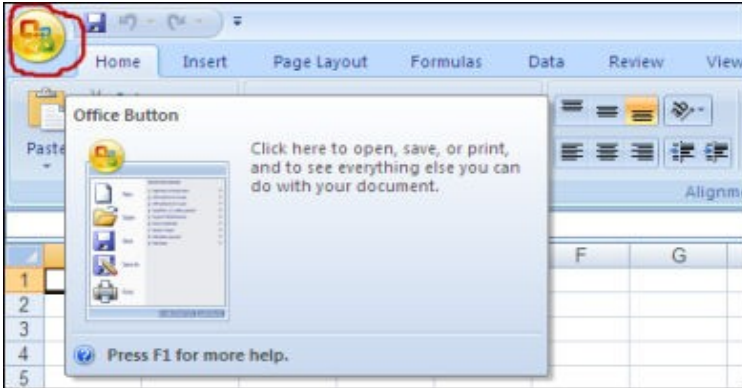 Home Insert Page Layout Formulas Data Review View
Office Button
Paste
Click here to open, save, or print,
and to see everything else you can
do with your document.
Alignm
F G
1
2
3
4
5
Press F1 for more help.